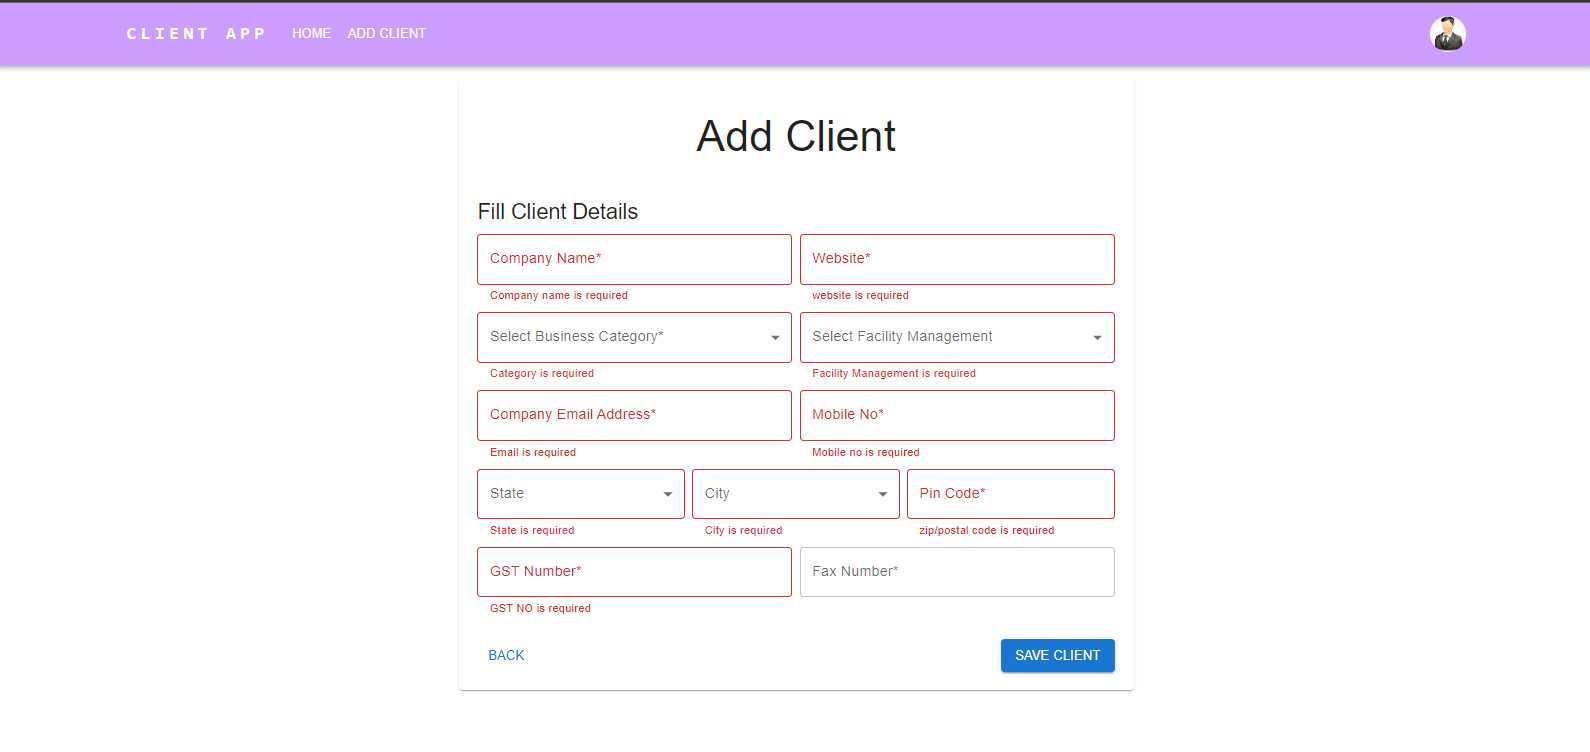 CLIENT APP HOME ADD CLIENT
Add Client
Fill Client Details
Company Name* Website*
Company name is required website is required
Select Business Category* Select Facility Management
Category is required Facility Management is required
Company Email Address* Mobile No*
Email is required Mobile no is required
State City Pin Code*
State is required City is required zip/postal code is required
GST Number* Fax Number*
GST NO is required
BACK SAVE CLIENT